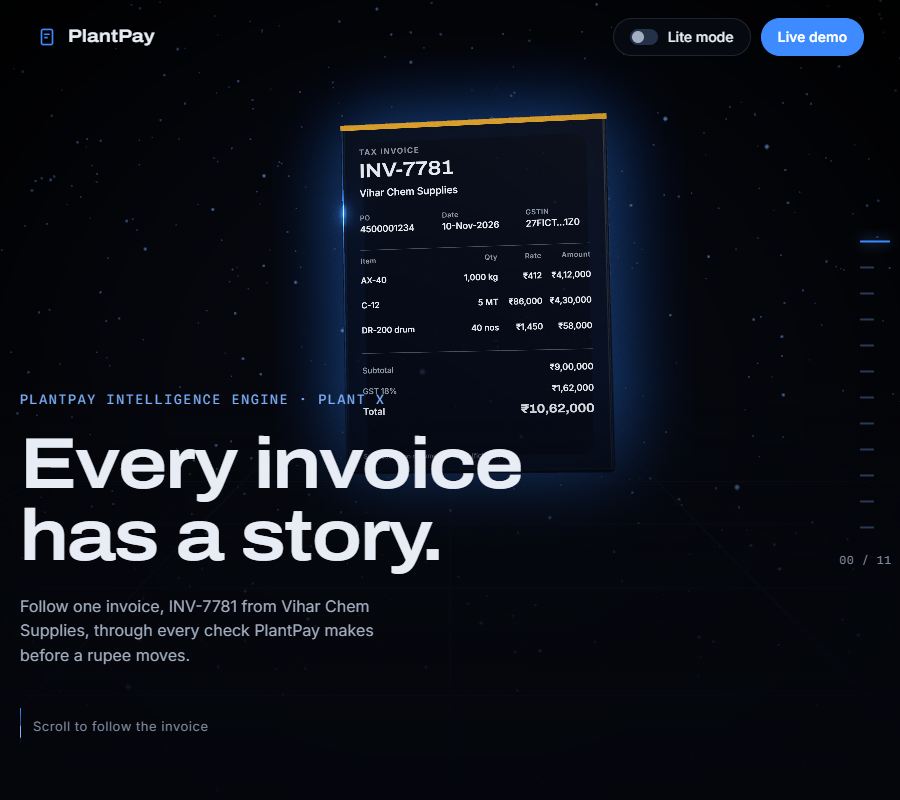 PlantPay
Lite mode
Live demo
TAX INVOICE
INV-7781
Vihar Chem Supplies
PO Date GSTIN
4500001234 10-Nov-2026 27FICT...1Z0
Item Qty Rate Amount
AX-40 1,000 kg ₹412 ₹4,12,000
C-12 5 MT ₹86,000 ₹4,30,000
DR-200 drum 40 nos ₹1,450 ₹58,000
Subtotal ₹9,00,000
GST 18% ₹1,62,000
Total ₹10,62,000
PLANTPAY INTELLIGENCE ENGINE · PLANT X
Every invoice
has a story.
Follow one invoice, INV-7781 from Vihar Chem
Supplies, through every check PlantPay makes
before a rupee moves.
Scroll to follow the invoice
00 / 11